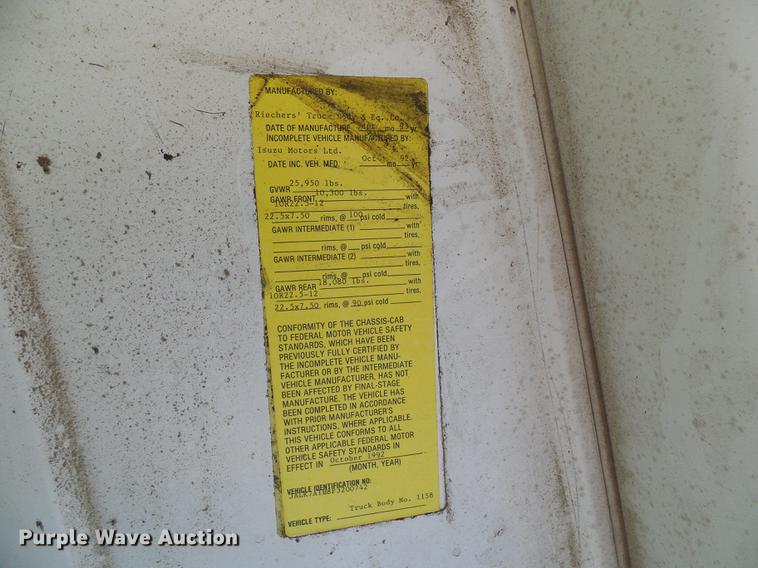 MANUFACTURED BY:
Riechers' Truck Body & Eq. Co.
DATE OF MANUFACTURE mo. yr.
INCOMPLETE VEHICLE MANUFACTURED BY:
Isuzu Motors Ltd.
DATE INC. VEH. MFD. Oct mo. yr.
GVWR 25,950 lbs.
GAWR FRONT 10,300 lbs. with
10R22.5-12 tires,
22.5x7.50 rims, @ 100 psi cold
GAWR INTERMEDIATE (1) with
tires,
rims, @ psi cold
GAWR INTERMEDIATE (2) with
tires,
rims, @ psi cold
GAWR REAR 18,080 lbs. with
10R22.5-12 tires,
22.5x7.50 rims, @ 90 psi cold
CONFORMITY OF THE CHASSIS-CAB
TO FEDERAL MOTOR VEHICLE SAFETY
STANDARDS, WHICH HAVE BEEN
PREVIOUSLY FULLY CERTIFIED BY
THE INCOMPLETE VEHICLE MANU-
FACTURER OR BY THE INTERMEDIATE
VEHICLE MANUFACTURER, HAS NOT
BEEN AFFECTED BY FINAL-STAGE
MANUFACTURE. THE VEHICLE HAS
BEEN COMPLETED IN ACCORDANCE
WITH PRIOR MANUFACTURER'S
INSTRUCTIONS, WHERE APPLICABLE.
THIS VEHICLE CONFORMS TO ALL
OTHER APPLICABLE FEDERAL MOTOR
VEHICLE SAFETY STANDARDS IN
EFFECT IN October 1992
(MONTH, YEAR)
VEHICLE IDENTIFICATION NO:
Truck Body No. 1158
VEHICLE TYPE:
Purple Wave Auction